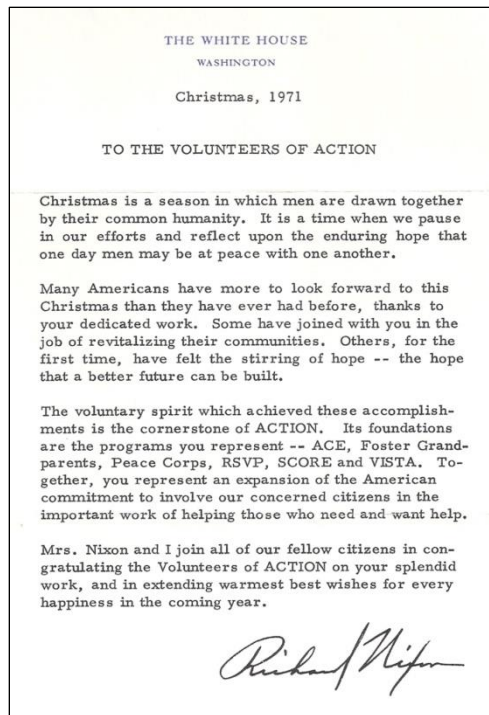 THE WHITE HOUSE
WASHINGTON
Christmas, 1971
TO THE VOLUNTEERS OF ACTION
Christmas is a season in which men are drawn together
by their common humanity. It is a time when we pause
in our efforts and reflect upon the enduring hope that
one day men may be at peace with one another.
Many Americans have more to look forward to this
Christmas than they have ever had before, thanks to
your dedicated work. Some have joined with you in the
job of revitalizing their communities. Others, for the
first time, have felt the stirring of hope -- the hope
that a better future can be built.
The voluntary spirit which achieved these accomplish-
ments is the cornerstone of ACTION. Its foundations
are the programs you represent -- ACE, Foster Grand-
parents, Peace Corps, RSVP, SCORE and VISTA. To-
gether, you represent an expansion of the American
commitment to involve our concerned citizens in the
important work of helping those who need and want help.
Mrs. Nixon and I join all of our fellow citizens in con-
gratulating the Volunteers of ACTION on your splendid
work, and in extending warmest best wishes for every
happiness in the coming year.
Richard Nixon